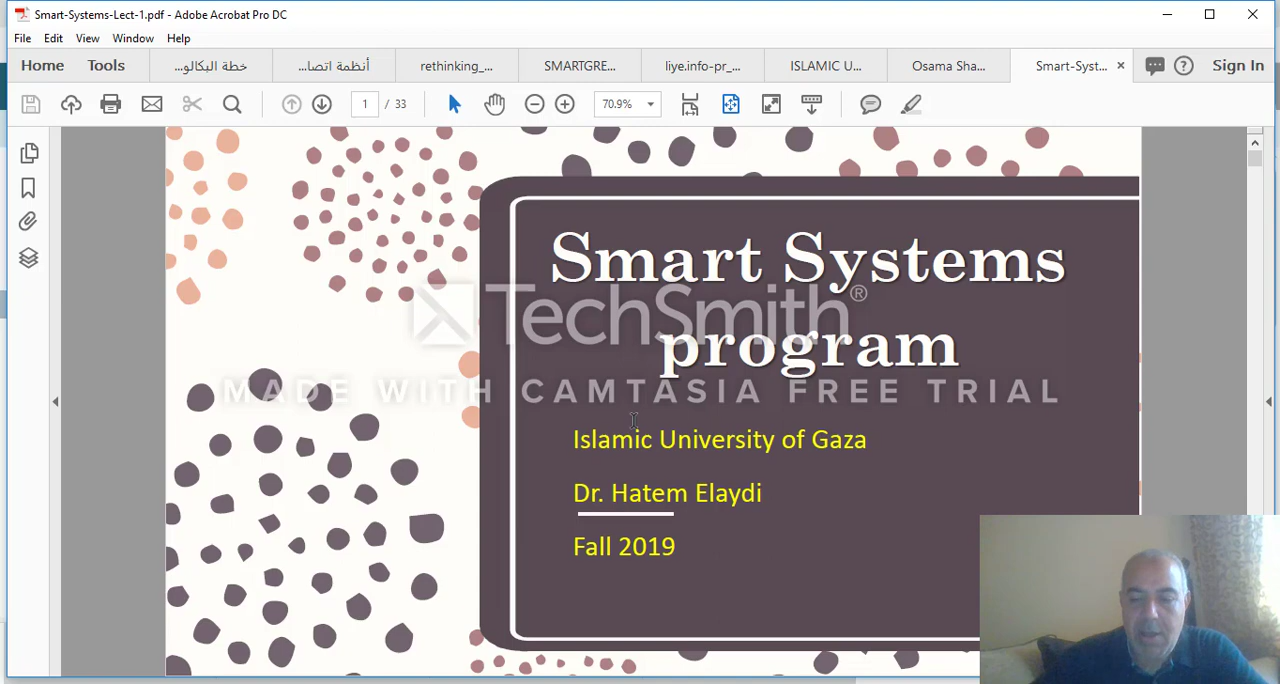 Smart-Systems-Lect-1.pdf - Adobe Acrobat Pro DC
File Edit View Window Help
Home Tools خطة البكالو... أنظمة اتصا... rethinking_... SMARTGRE... liye.info-pr_... ISLAMIC U... Osama Sha... Smart-Syst... × Sign In
1 / 33 70.9%
Smart Systems
program
TechSmith®
MADE WITH CAMTASIA FREE TRIAL
Islamic University of Gaza
Dr. Hatem Elaydi
Fall 2019